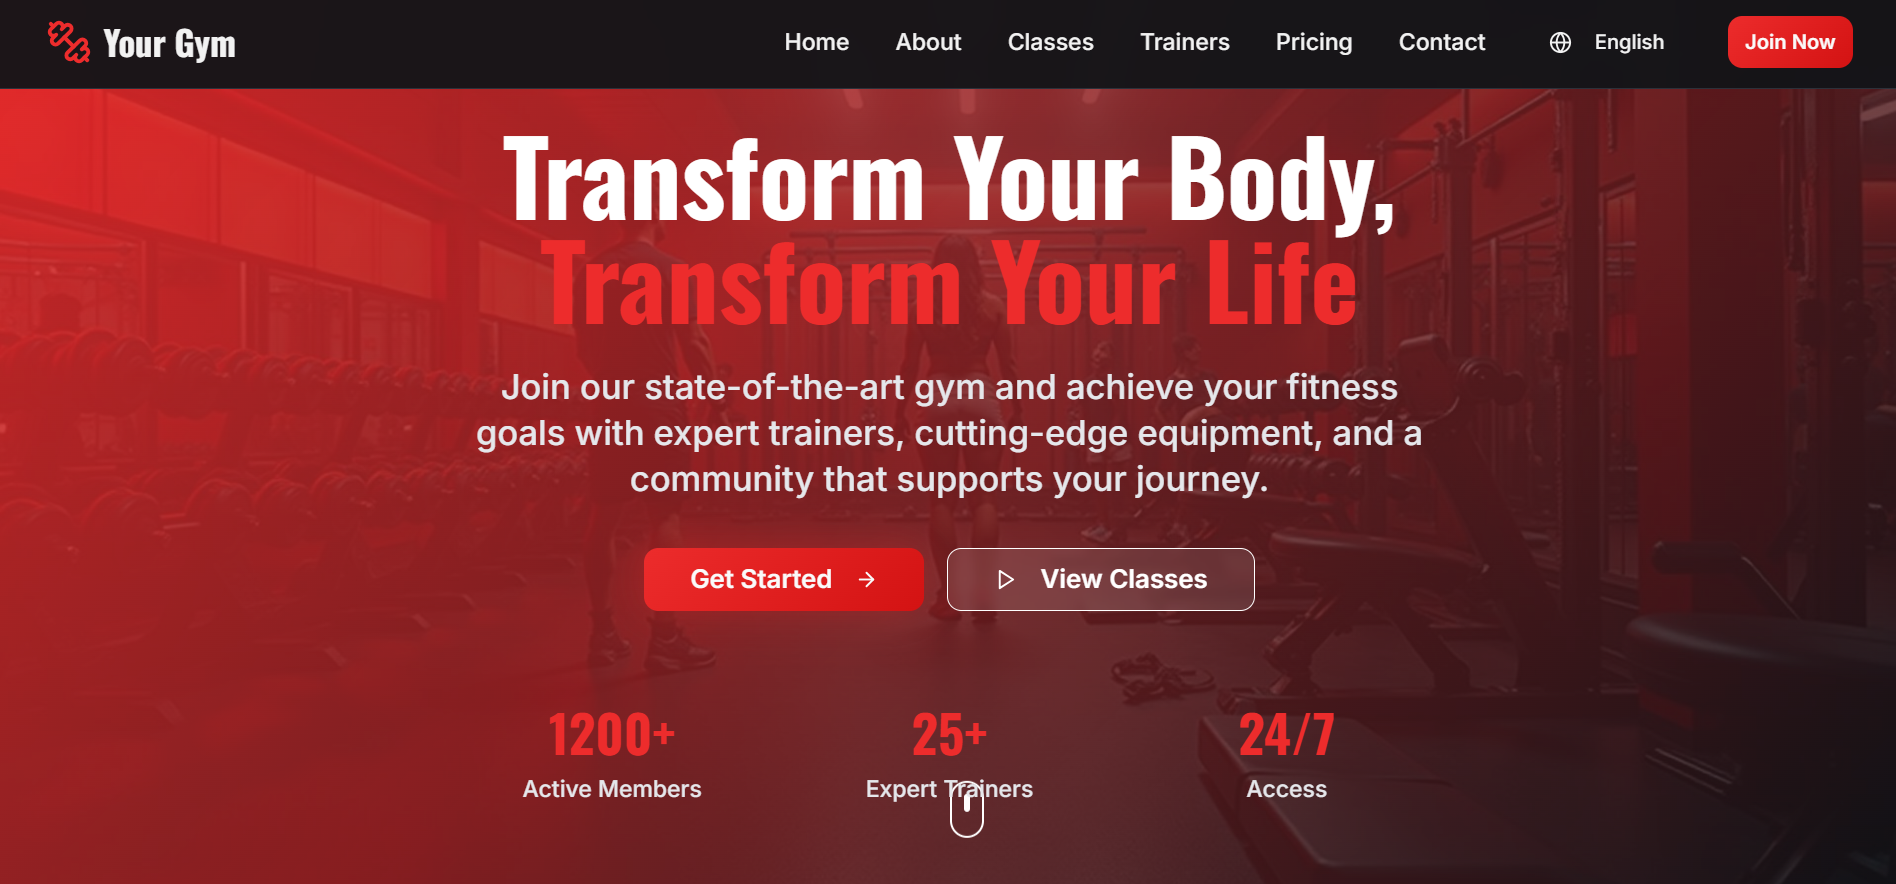 Your Gym
Home
About
Classes
Trainers
Pricing
Contact
English
Join Now
Transform Your Body,
Transform Your Life
Join our state-of-the-art gym and achieve your fitness
goals with expert trainers, cutting-edge equipment, and a
community that supports your journey.
Get Started
View Classes
1200+
Active Members
25+
Expert Trainers
24/7
Access